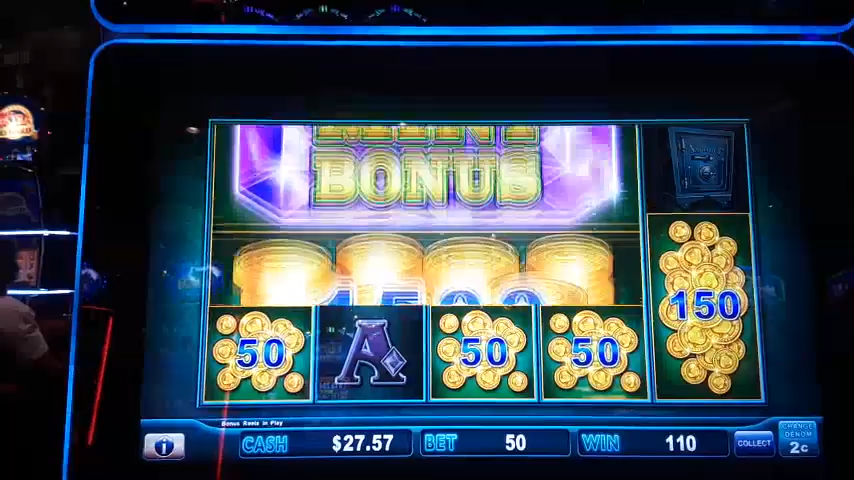 BONUS
150
50
A
50
50
Bonus Reels in Play
CASH $27.57 BET 50 WIN 110 COLLECT CHANGE DENOM 2c